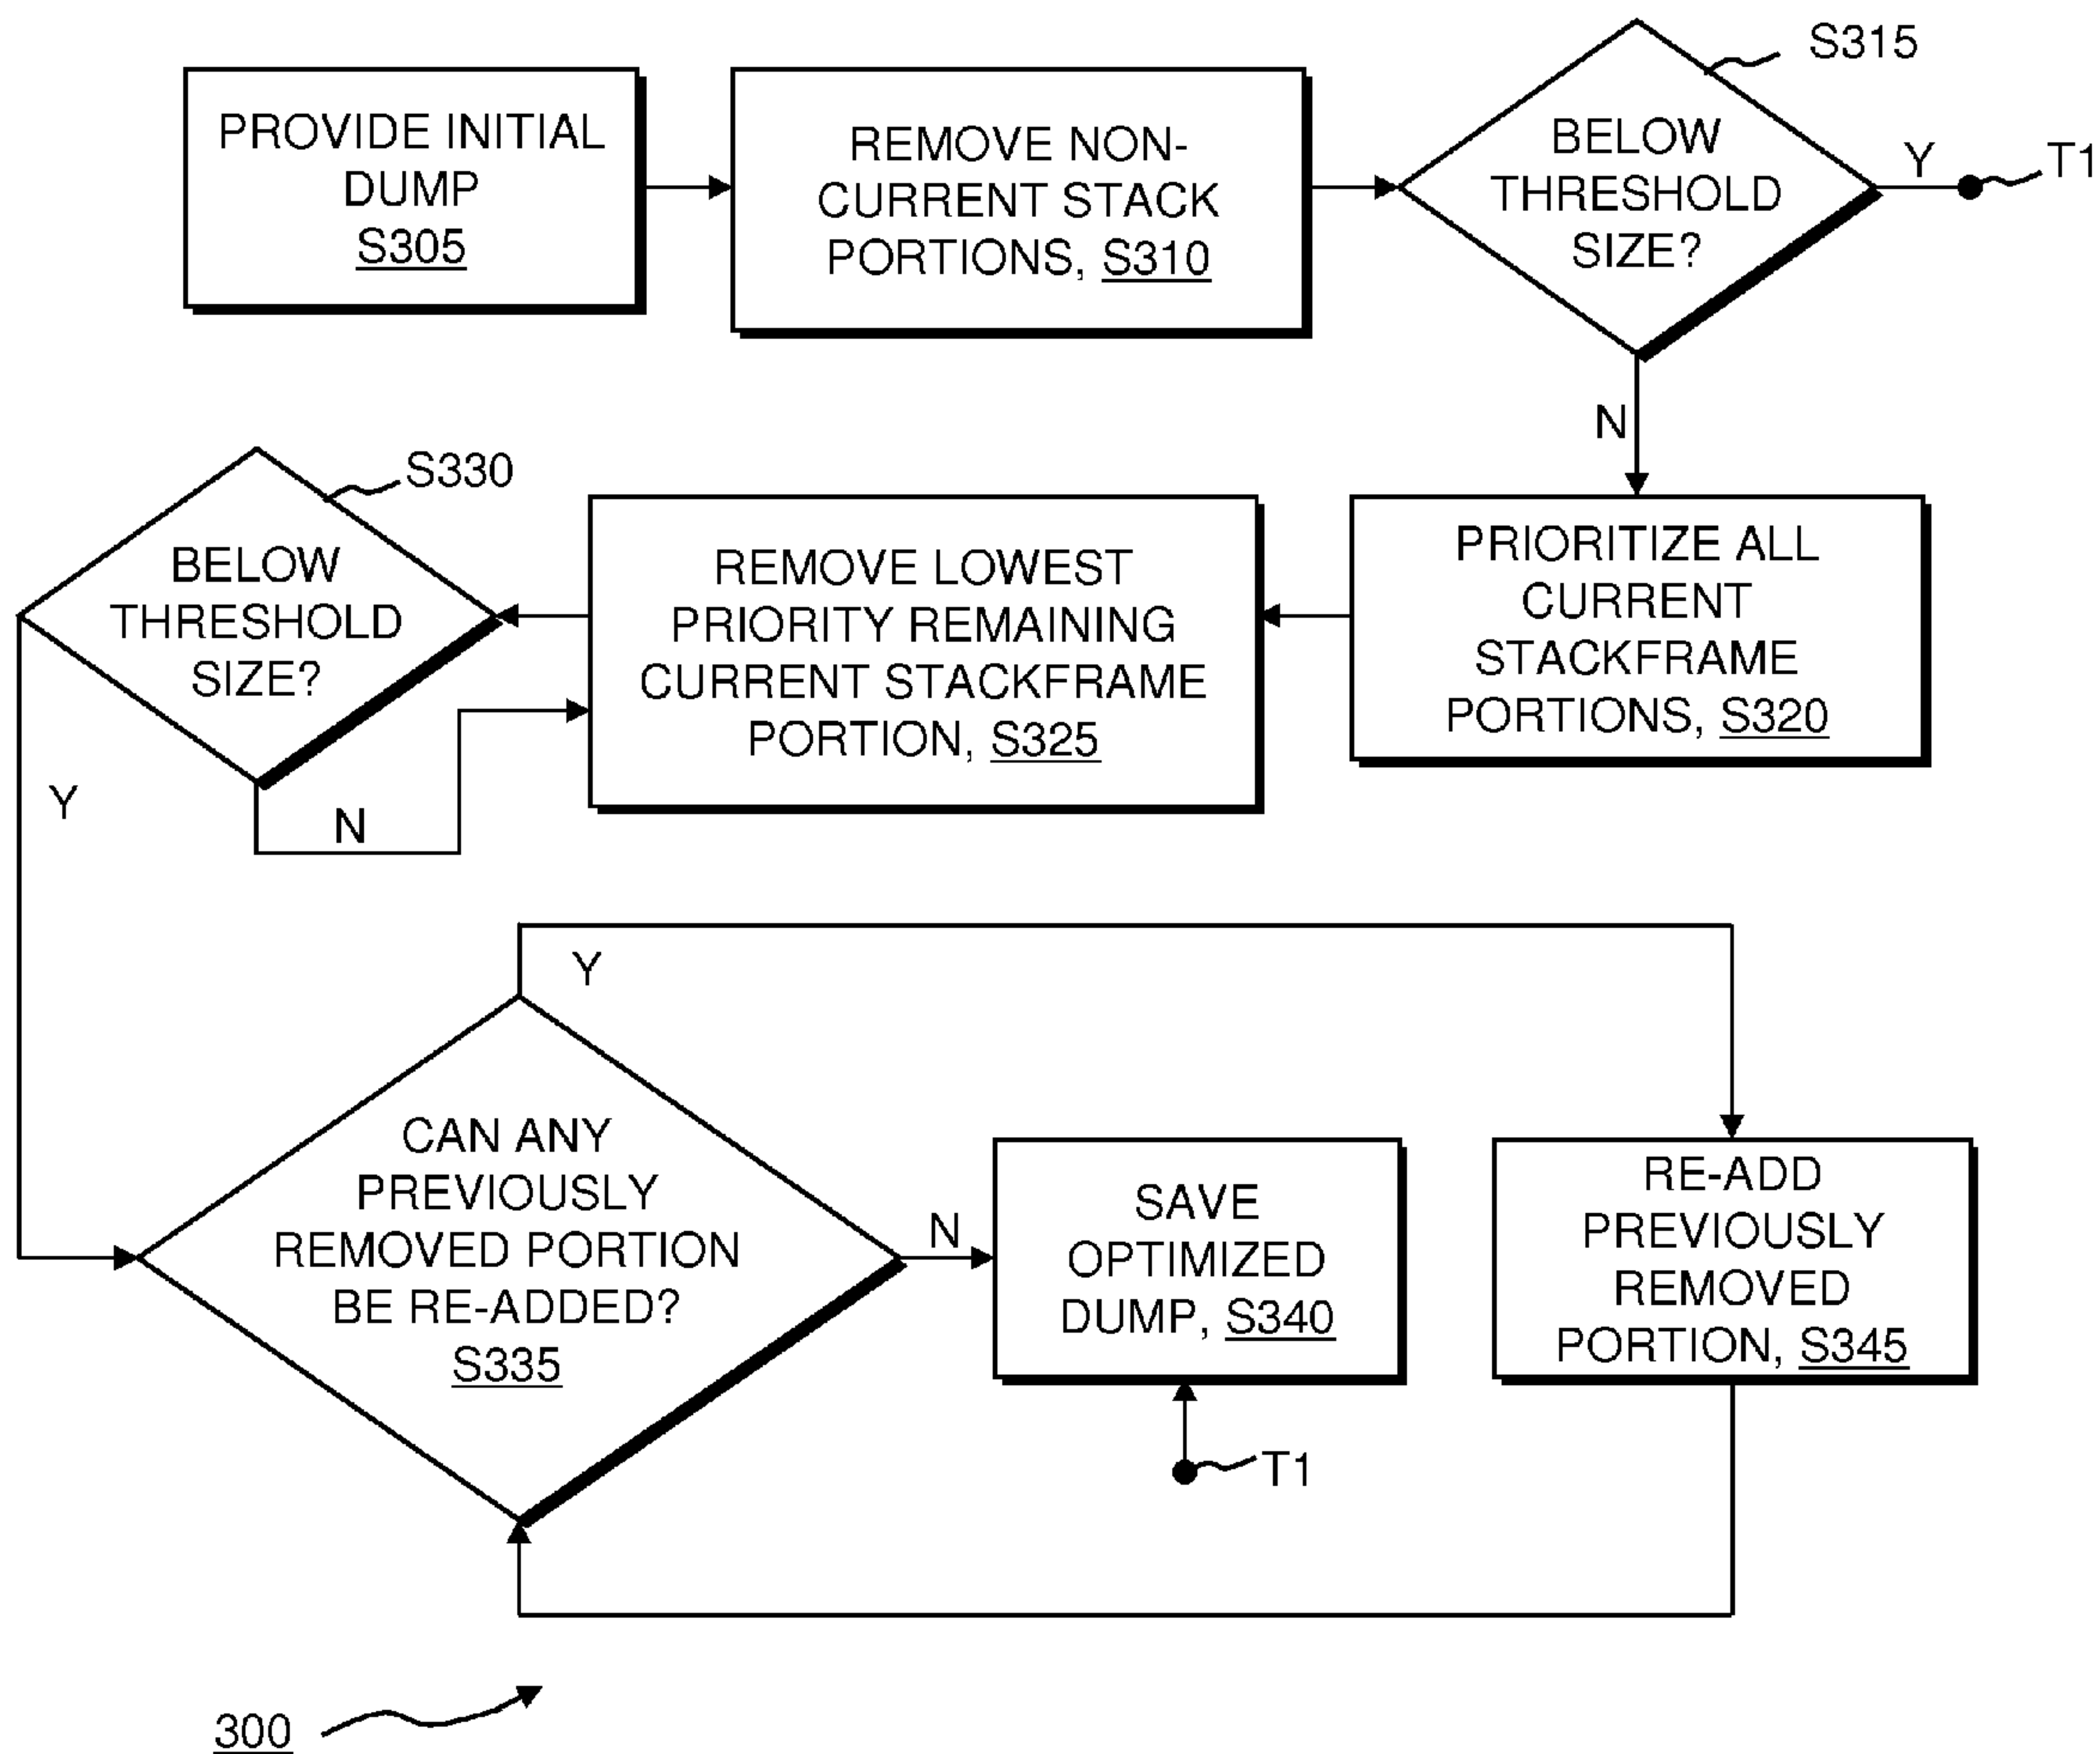 PROVIDE INITIAL
DUMP
S305
REMOVE NON-
CURRENT STACK
PORTIONS, S310
S315
BELOW
THRESHOLD
SIZE?
Y
T1
N
PRIORITIZE ALL
CURRENT
STACKFRAME
PORTIONS, S320
REMOVE LOWEST
PRIORITY REMAINING
CURRENT STACKFRAME
PORTION, S325
S330
BELOW
THRESHOLD
SIZE?
N
Y
CAN ANY
PREVIOUSLY
REMOVED PORTION
BE RE-ADDED?
S335
Y
N
SAVE
OPTIMIZED
DUMP, S340
T1
RE-ADD
PREVIOUSLY
REMOVED
PORTION, S345
300